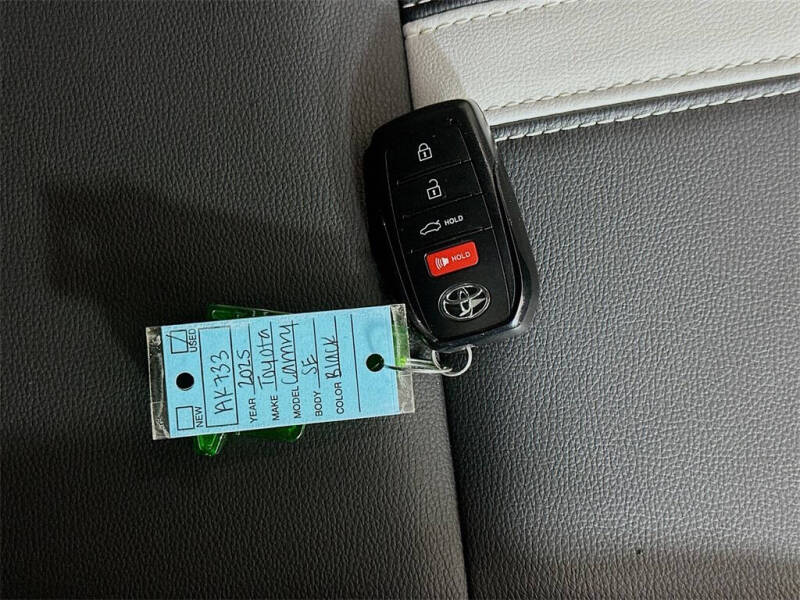 HOLD
HOLD
NEW USED
AK733
YEAR 2025
MAKE Toyota
MODEL Camry
BODY SE
COLOR Black